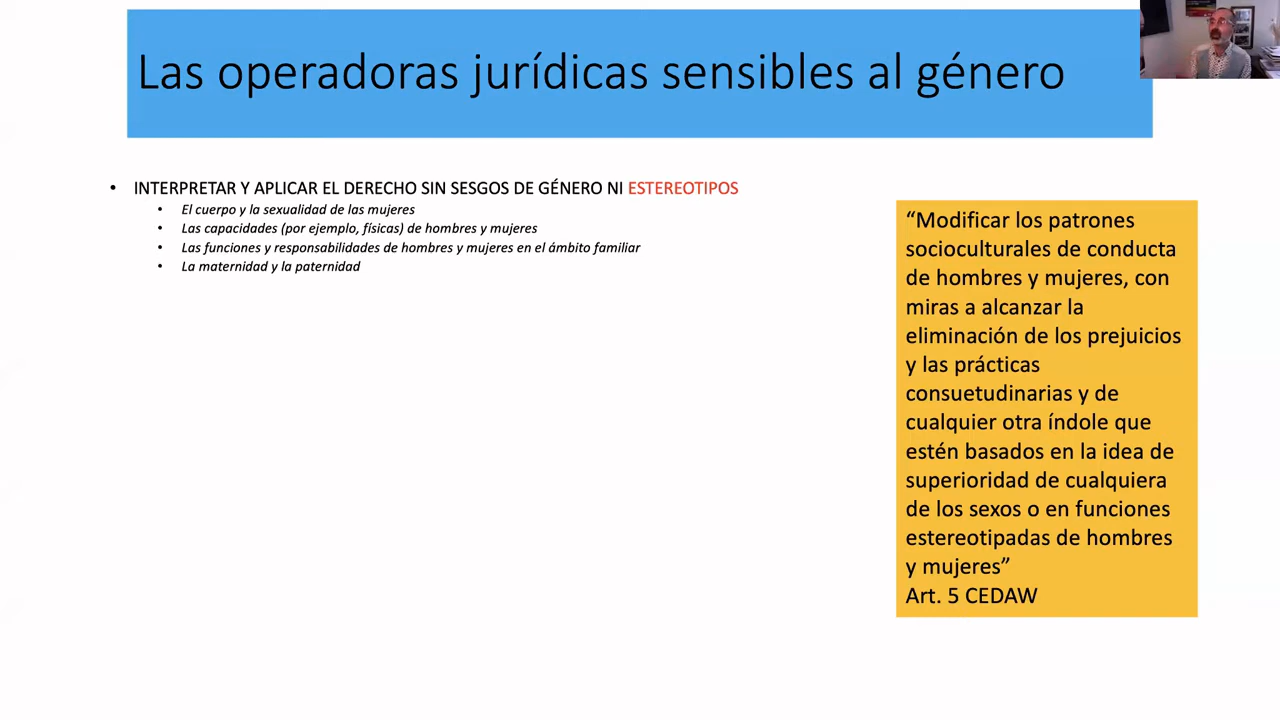 Las operadoras jurídicas sensibles al género
• INTERPRETAR Y APLICAR EL DERECHO SIN SESGOS DE GÉNERO NI ESTEREOTIPOS
• El cuerpo y la sexualidad de las mujeres
• Las capacidades (por ejemplo, físicas) de hombres y mujeres
• Las funciones y responsabilidades de hombres y mujeres en el ámbito familiar
• La maternidad y la paternidad
“Modificar los patrones
socioculturales de conducta
de hombres y mujeres, con
miras a alcanzar la
eliminación de los prejuicios
y las prácticas
consuetudinarias y de
cualquier otra índole que
estén basados en la idea de
superioridad de cualquiera
de los sexos o en funciones
estereotipadas de hombres
y mujeres”
Art. 5 CEDAW